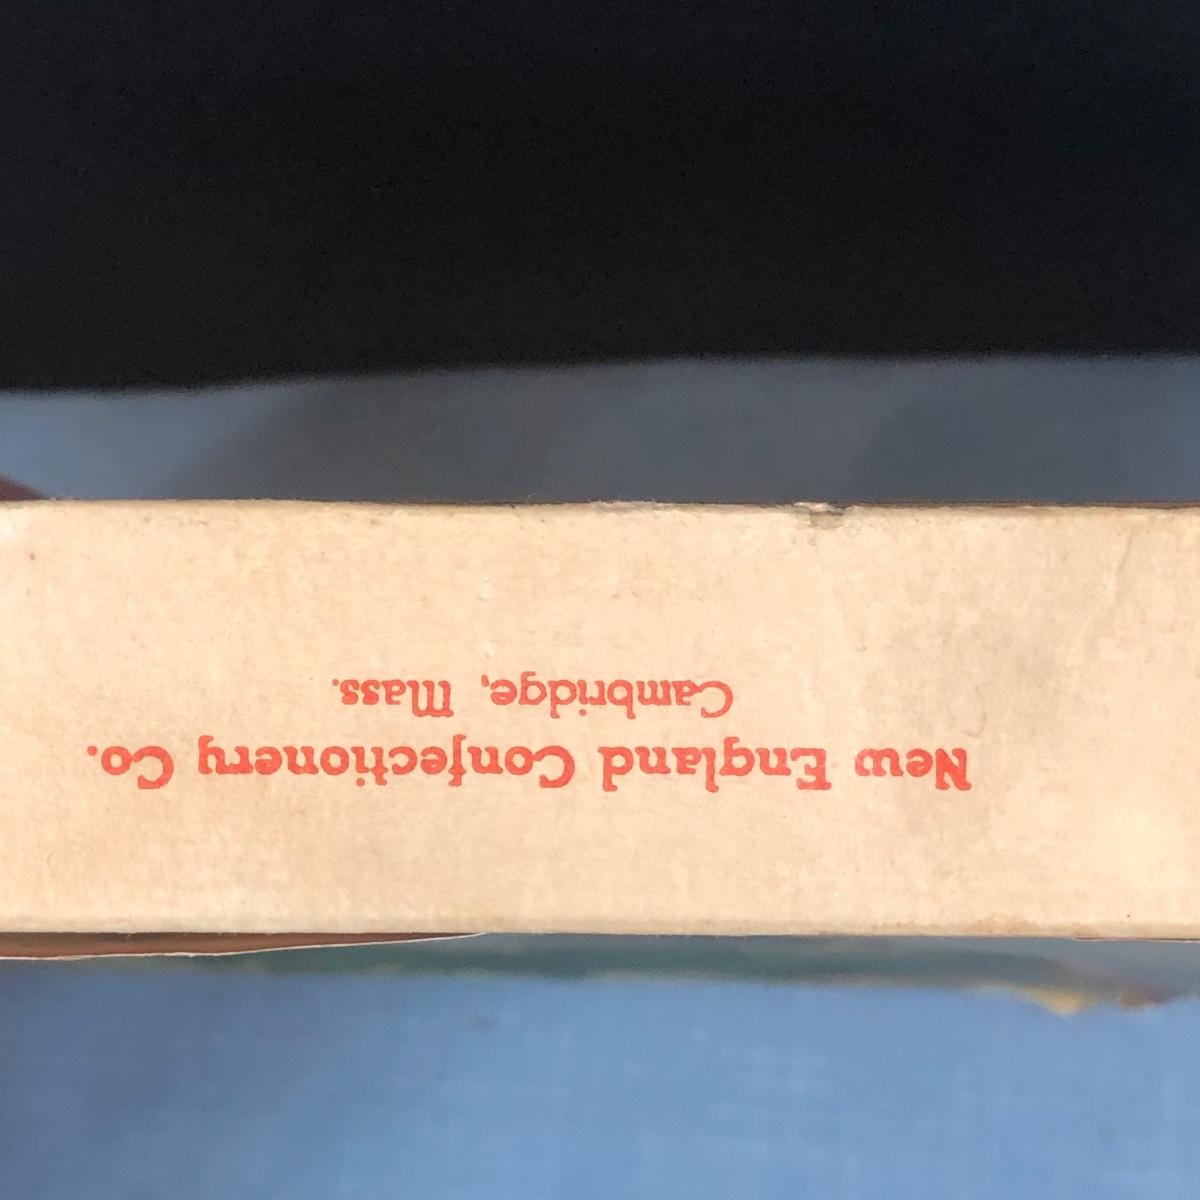 New England Confectionery Co.
Cambridge, Mass.